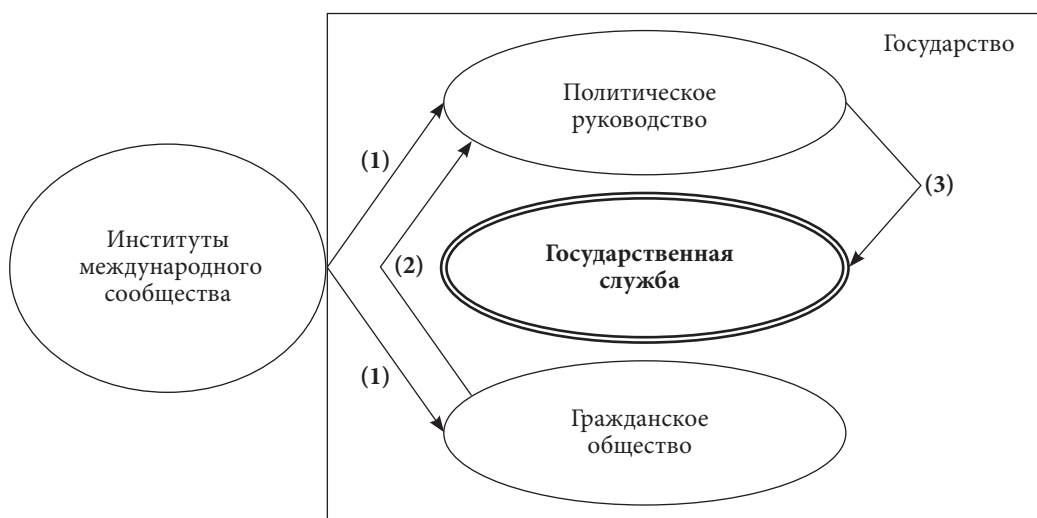 Государство
Политическое
руководство
(1)
(3)
Институты
международного
сообщества
(2)
Государственная
служба
(1)
Гражданское
общество